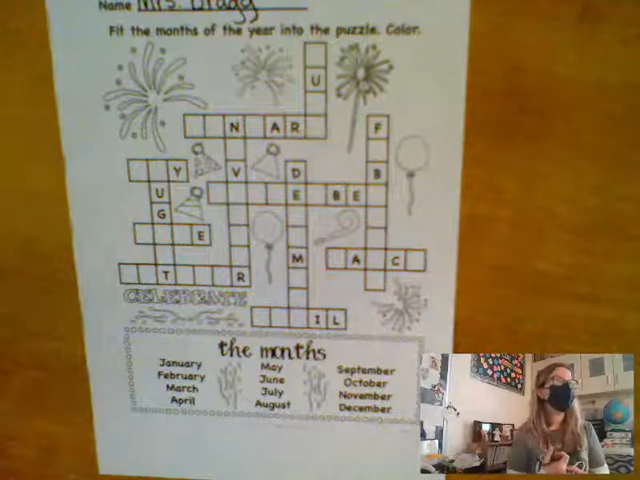 Name Mrs. Bragg
Fit the months of the year into the puzzle. Color.
U
N A R F
Y V D B
U E B E
G
E
M A C
T R
CELEBRATE
I L
the months
January May September
February June October
March July November
April August December